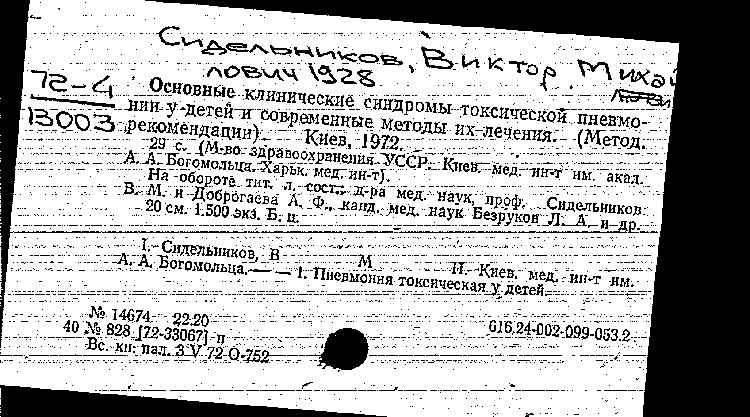 Сидельников, Виктор Михай
лович 1928
72-4
13003
Основные клинические синдромы токсической пневмо-
нии у детей и современные методы их лечения. (Метод.
рекомендации). Киев, 1972.
29 с. (М-во здравоохранения УССР. Киев. мед. ин-т им. акад.
А. А. Богомольца. Харьк. мед. ин-т).
На обороте тит. л. сост.: д-ра мед. наук, проф. Сидельников
В. М. и Доброгаева А. Ф., канд. мед. наук Безруков Л. А. и др.
20 см. 1.500 экз. Б. ц.
I. Сидельников, В М II. Киев. мед. ин-т им.
А. А. Богомольца. — — 1. Пневмония токсическая у детей
№ 14674 22.20
40 № 828 [72-33067] п
616.24-002-099-053.2
Вс. кн. пал. 3 V 72 О-752